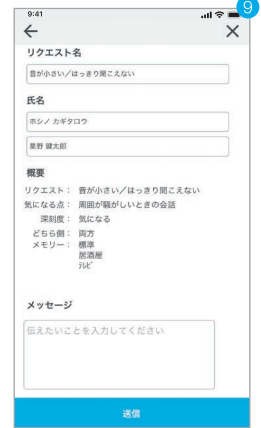 9
9:41
リクエスト名
音が小さい／はっきり聞こえない
氏名
ホシノ カギタロウ
星野 鍵太郎
概要
リクエスト： 音が小さい／はっきり聞こえない
気になる点： 周囲が騒がしいときの会話
深刻度： 気になる
どちら側： 両方
メモリー： 標準
居酒屋
ﾃﾚﾋﾞ
メッセージ
伝えたいことを入力してください
送信